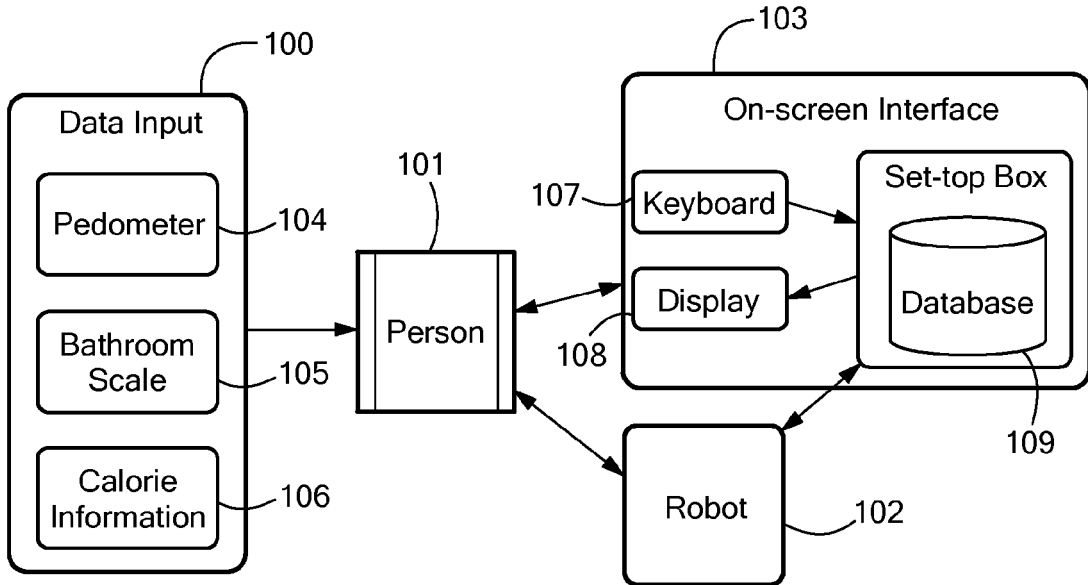 100
Data Input
Pedometer
104
Bathroom
Scale
105
Calorie
Information
106
101
Person
103
On-screen Interface
107
Keyboard
Set-top Box
Display
108
Database
109
Robot
102